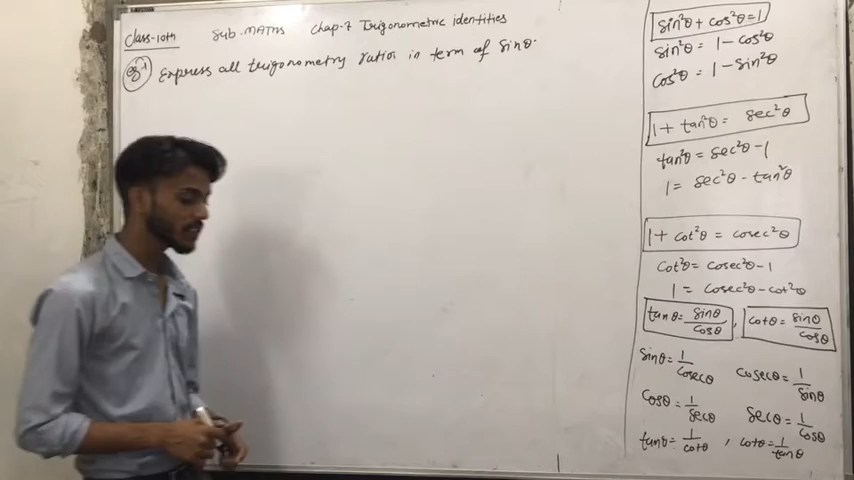 Class-10th Sub-MATHS Chap-7 Trigonometric identities
eg-1 Express all trigonometry ratios in term of Sinθ.
Sin²θ + Cos²θ = 1
Sin²θ = 1 - Cos²θ
Cos²θ = 1 - Sin²θ
1 + tan²θ = Sec²θ
tan²θ = Sec²θ - 1
1 = Sec²θ - tan²θ
1 + Cot²θ = Cosec²θ
Cot²θ = Cosec²θ - 1
1 = Cosec²θ - Cot²θ
tanθ = Sinθ/Cosθ , Cotθ = Sinθ/Cosθ
Sinθ = 1/Cosecθ Cosecθ = 1/Sinθ
Cosθ = 1/Secθ Secθ = 1/Cosθ
tanθ = 1/Cotθ , Cotθ = 1/tanθ